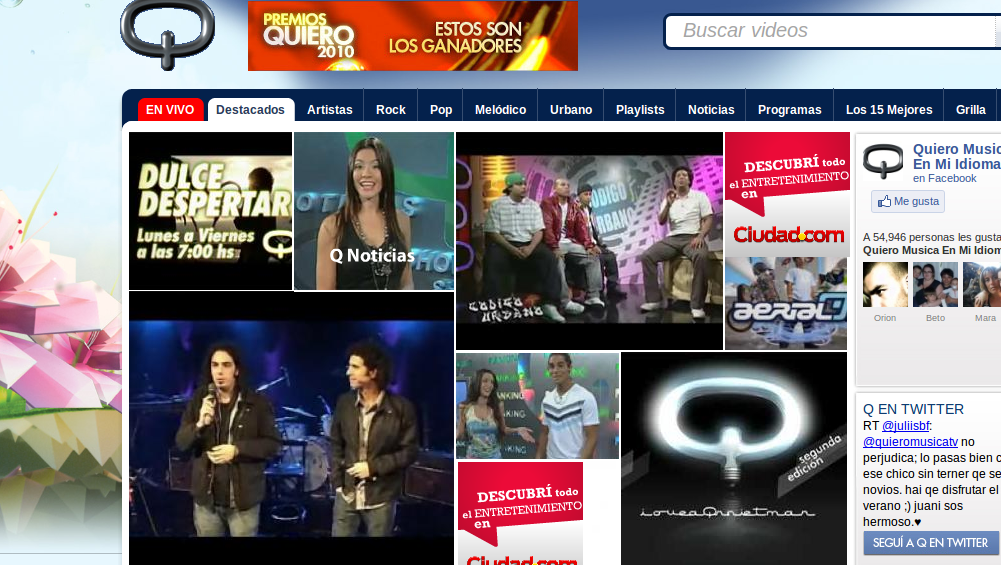 PREMIOS
QUIERO
2010
ESTOS SON
LOS GANADORES
Buscar videos
EN VIVO
Destacados
Artistas
Rock
Pop
Melódico
Urbano
Playlists
Noticias
Programas
Los 15 Mejores
Grilla
DULCE
DESPERTAR
Lunes a Viernes
a las 7:00 hs
Q Noticias
CODIGO
URBANO
CODIGO
URBANO
DESCUBRÍ todo
el ENTRETENIMIENTO
en
Ciudad.com
AERIAL
RANKING
DESCUBRÍ todo
el ENTRETENIMIENTO
en
Ciudad.com
segunda
edición
Quiero Music
En Mi Idioma
en Facebook
Me gusta
A 54,946 personas les gusta
Quiero Musica En Mi Idiom
Orion
Beto
Mara
Q EN TWITTER
RT @juliisbf:
@quieromusicatv no
perjudica; lo pasas bien c
ese chico sin terner qe se
novios. hai qe disfrutar el
verano ;) juani sos
hermoso.♥
SEGUÍ A Q EN TWITTER